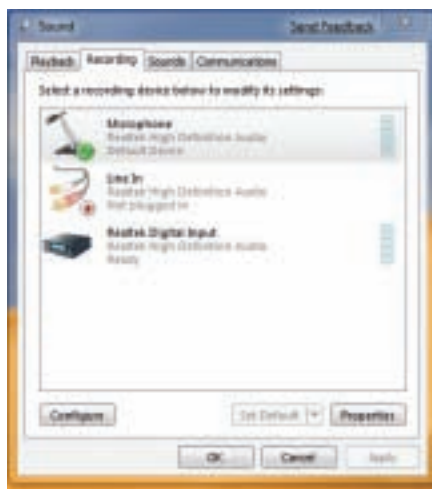 Sound Send Feedback
Playback Recording Sounds Communications
Select a recording device below to modify its settings:
Microphone
Realtek High Definition Audio
Default Device
Line In
Realtek High Definition Audio
Not plugged in
Realtek Digital Input
Realtek High Definition Audio
Ready
Configure Set Default Properties
OK Cancel Apply